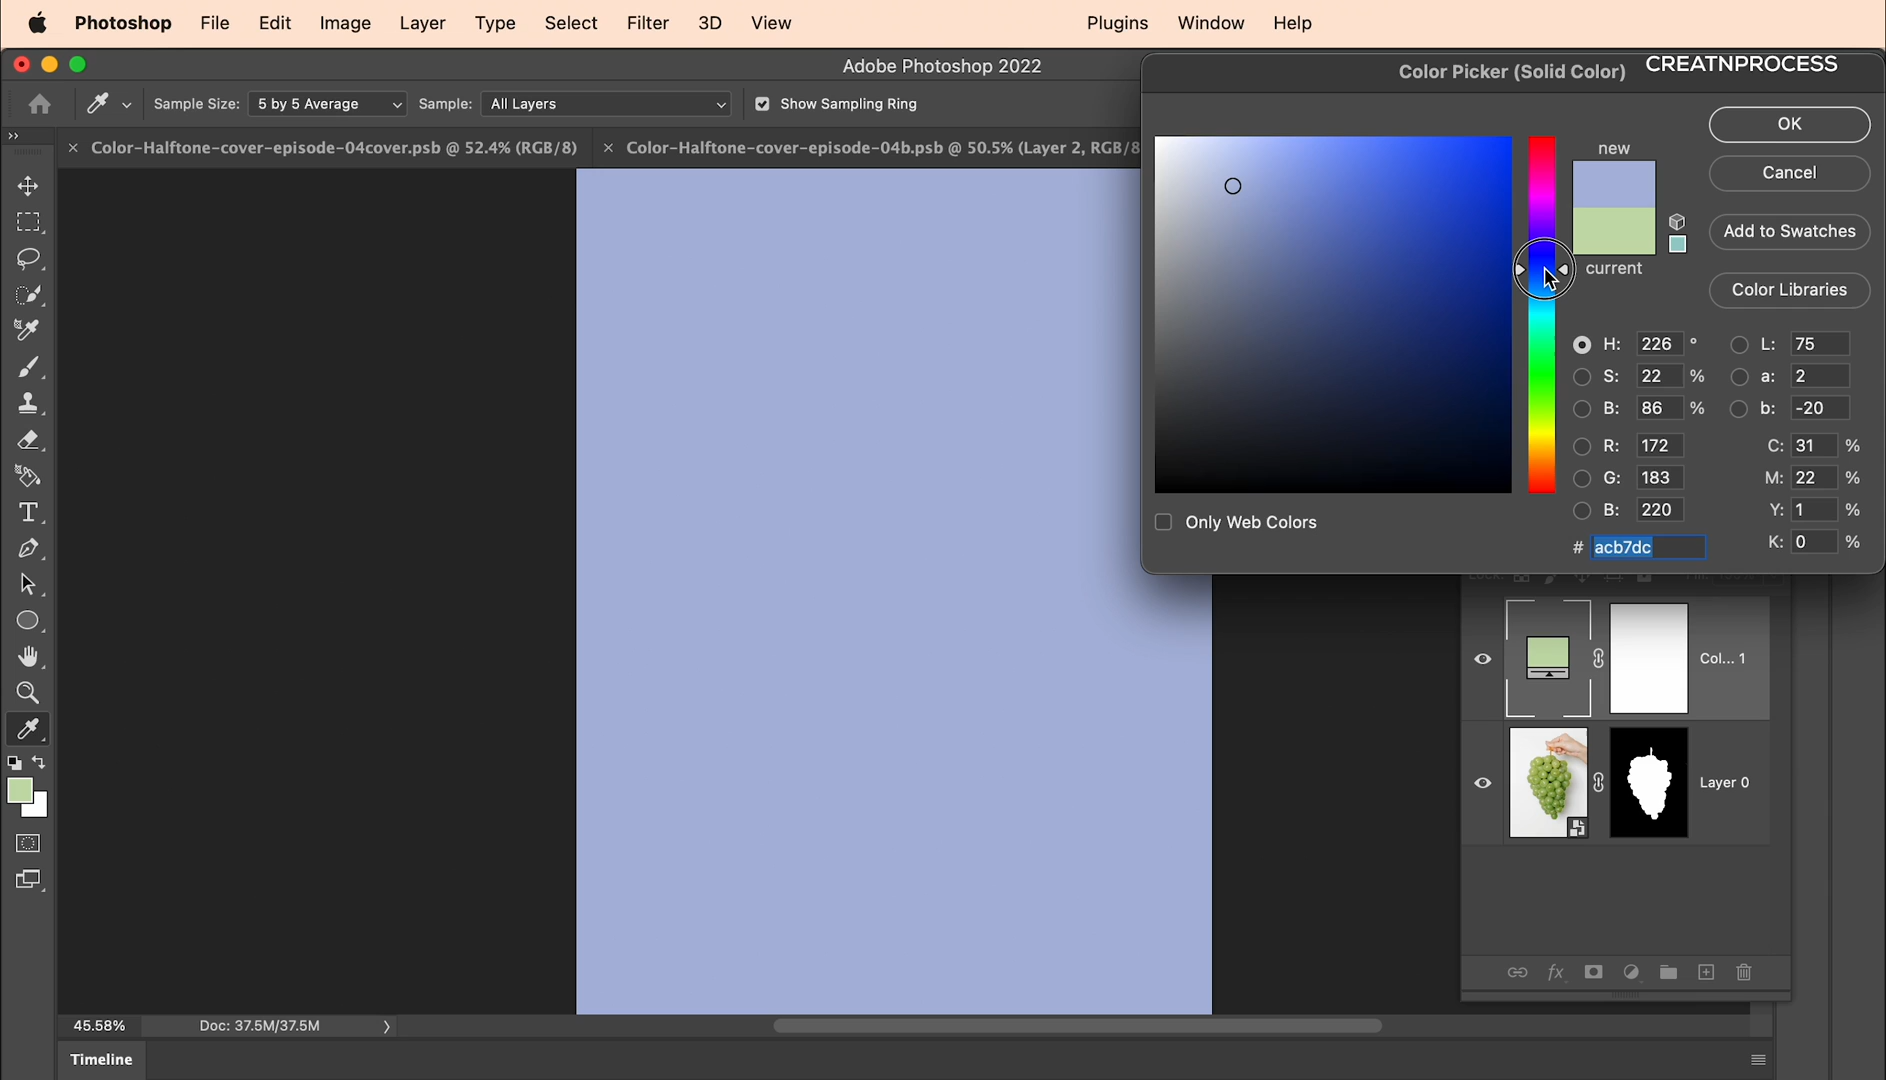 Photoshop File Edit Image Layer Type Select Filter 3D View Plugins Window Help
Adobe Photoshop 2022
Color Picker (Solid Color)
CREATNPROCESS
Sample Size: 5 by 5 Average Sample: All Layers Show Sampling Ring
Color-Halftone-cover-episode-04cover.psb @ 52.4% (RGB/8)
Color-Halftone-cover-episode-04b.psb @ 50.5% (Layer 2, RGB/8
new
current
OK
Cancel
Add to Swatches
Color Libraries
H: 226 ° L: 75
S: 22 % a: 2
B: 86 % b: -20
R: 172 C: 31 %
G: 183 M: 22 %
B: 220 Y: 1 %
# acb7dc K: 0 %
Only Web Colors
Col... 1
Layer 0
fx
T
45.58% Doc: 37.5M/37.5M
Timeline